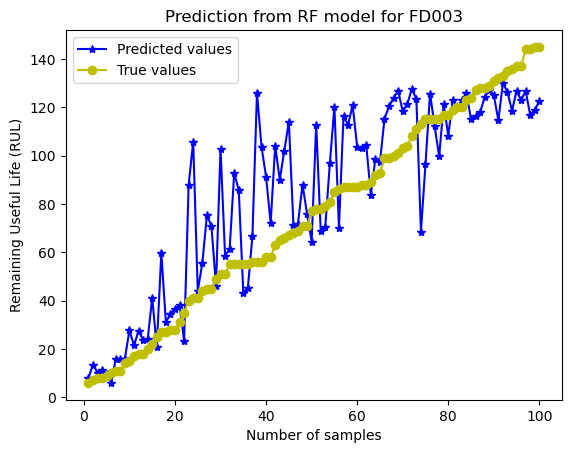 Prediction from RF model for FD003
Predicted values
True values
Remaining Useful Life (RUL)
140
120
100
80
60
40
20
0
0 20 40 60 80 100
Number of samples